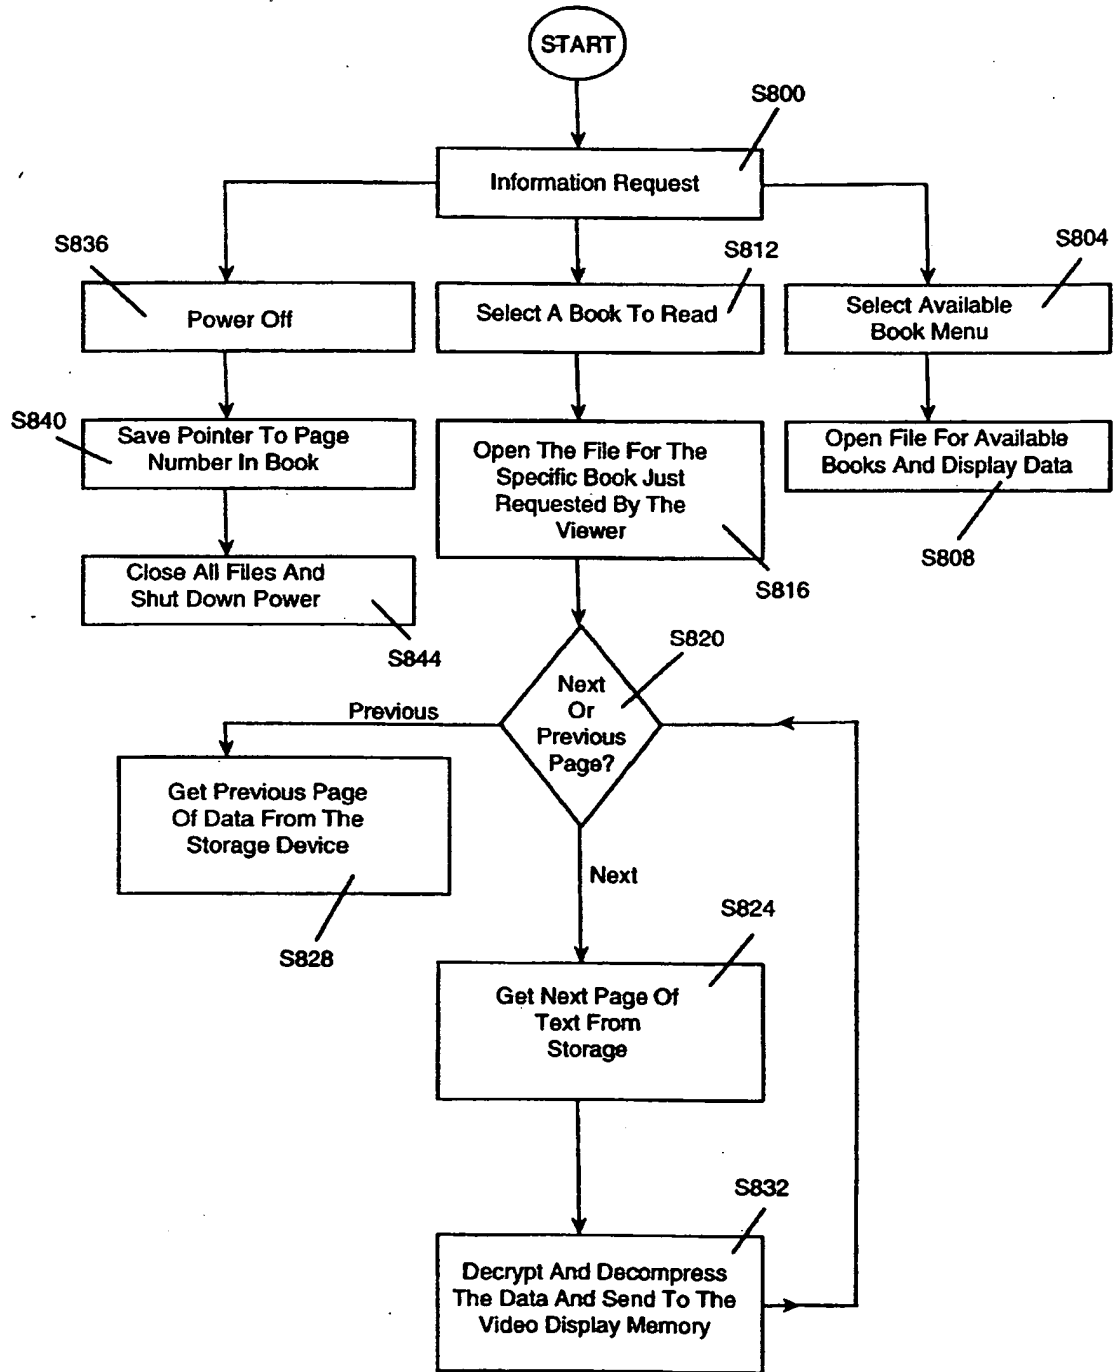 START
S800
Information Request
S836
Power Off
S812
Select A Book To Read
S804
Select Available
Book Menu
S840
Save Pointer To Page
Number In Book
Open The File For The
Specific Book Just
Requested By The
Viewer
S816
Open File For Available
Books And Display Data
S808
Close All Files And
Shut Down Power
S844
S820
Next
Or
Previous
Page?
Previous
Get Previous Page
Of Data From The
Storage Device
S828
Next
S824
Get Next Page Of
Text From
Storage
S832
Decrypt And Decompress
The Data And Send To The
Video Display Memory